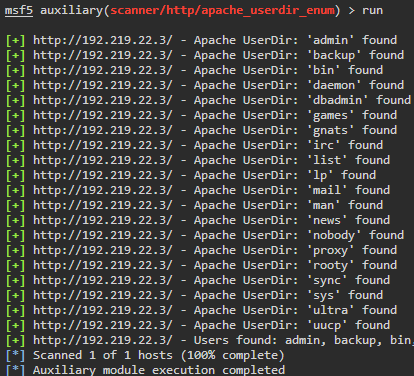 msf5 auxiliary(scanner/http/apache_userdir_enum) > run
[+] http://192.219.22.3/ - Apache UserDir: 'admin' found
[+] http://192.219.22.3/ - Apache UserDir: 'backup' found
[+] http://192.219.22.3/ - Apache UserDir: 'bin' found
[+] http://192.219.22.3/ - Apache UserDir: 'daemon' found
[+] http://192.219.22.3/ - Apache UserDir: 'dbadmin' found
[+] http://192.219.22.3/ - Apache UserDir: 'games' found
[+] http://192.219.22.3/ - Apache UserDir: 'gnats' found
[+] http://192.219.22.3/ - Apache UserDir: 'irc' found
[+] http://192.219.22.3/ - Apache UserDir: 'list' found
[+] http://192.219.22.3/ - Apache UserDir: 'lp' found
[+] http://192.219.22.3/ - Apache UserDir: 'mail' found
[+] http://192.219.22.3/ - Apache UserDir: 'man' found
[+] http://192.219.22.3/ - Apache UserDir: 'news' found
[+] http://192.219.22.3/ - Apache UserDir: 'nobody' found
[+] http://192.219.22.3/ - Apache UserDir: 'proxy' found
[+] http://192.219.22.3/ - Apache UserDir: 'rooty' found
[+] http://192.219.22.3/ - Apache UserDir: 'sync' found
[+] http://192.219.22.3/ - Apache UserDir: 'sys' found
[+] http://192.219.22.3/ - Apache UserDir: 'ultra' found
[+] http://192.219.22.3/ - Apache UserDir: 'uucp' found
[+] http://192.219.22.3/ - Users found: admin, backup, bin,
[*] Scanned 1 of 1 hosts (100% complete)
[*] Auxiliary module execution completed